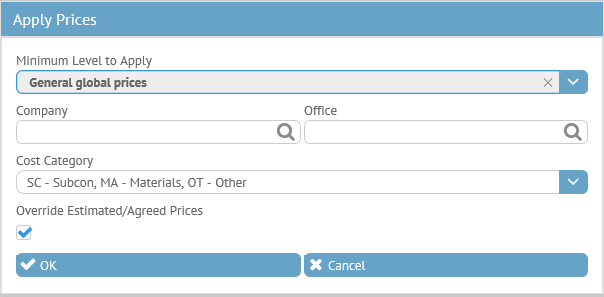 Apply Prices
Minimum Level to Apply
General global prices
Company Office
Cost Category
SC - Subcon, MA - Materials, OT - Other
Override Estimated/Agreed Prices
OK Cancel